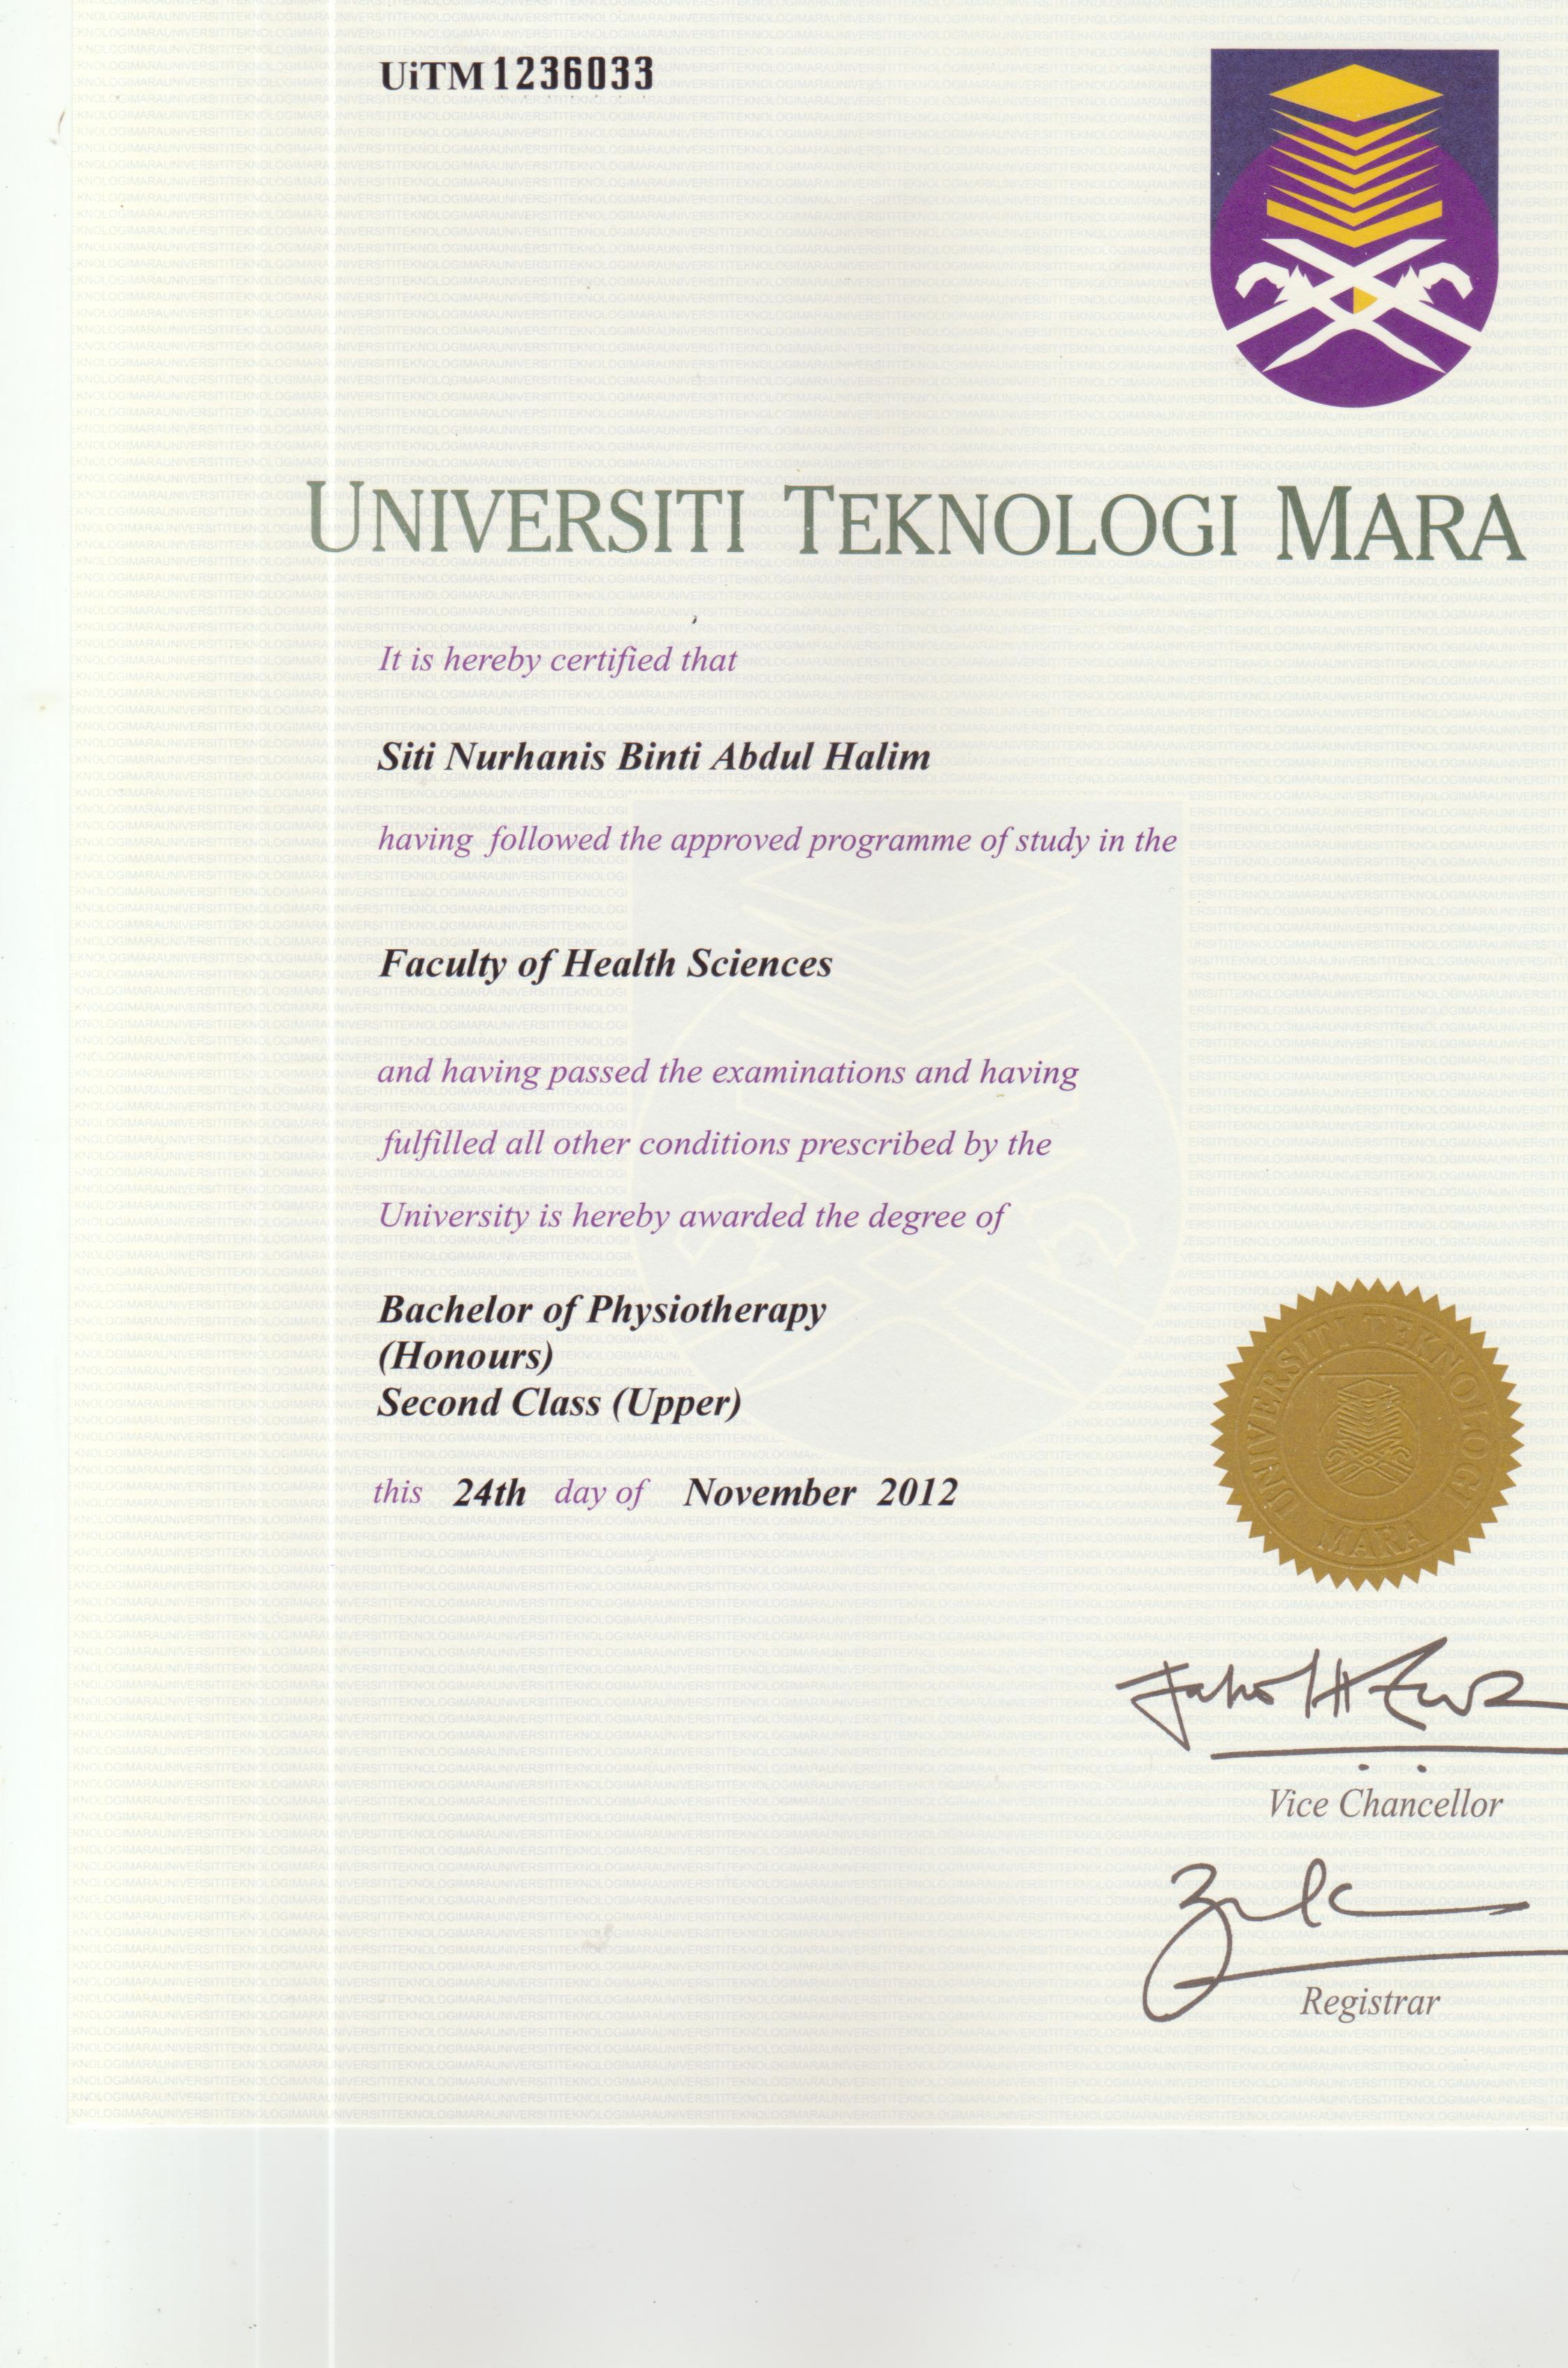 UiTM1236033
UNIVERSITI TEKNOLOGI MARA
It is hereby certified that
Siti Nurhanis Binti Abdul Halim
having followed the approved programme of study in the
Faculty of Health Sciences
and having passed the examinations and having
fulfilled all other conditions prescribed by the
University is hereby awarded the degree of
Bachelor of Physiotherapy
(Honours)
Second Class (Upper)
this 24th day of November 2012
UNIVERSITI TEKNOLOGI
MARA
Vice Chancellor
Registrar